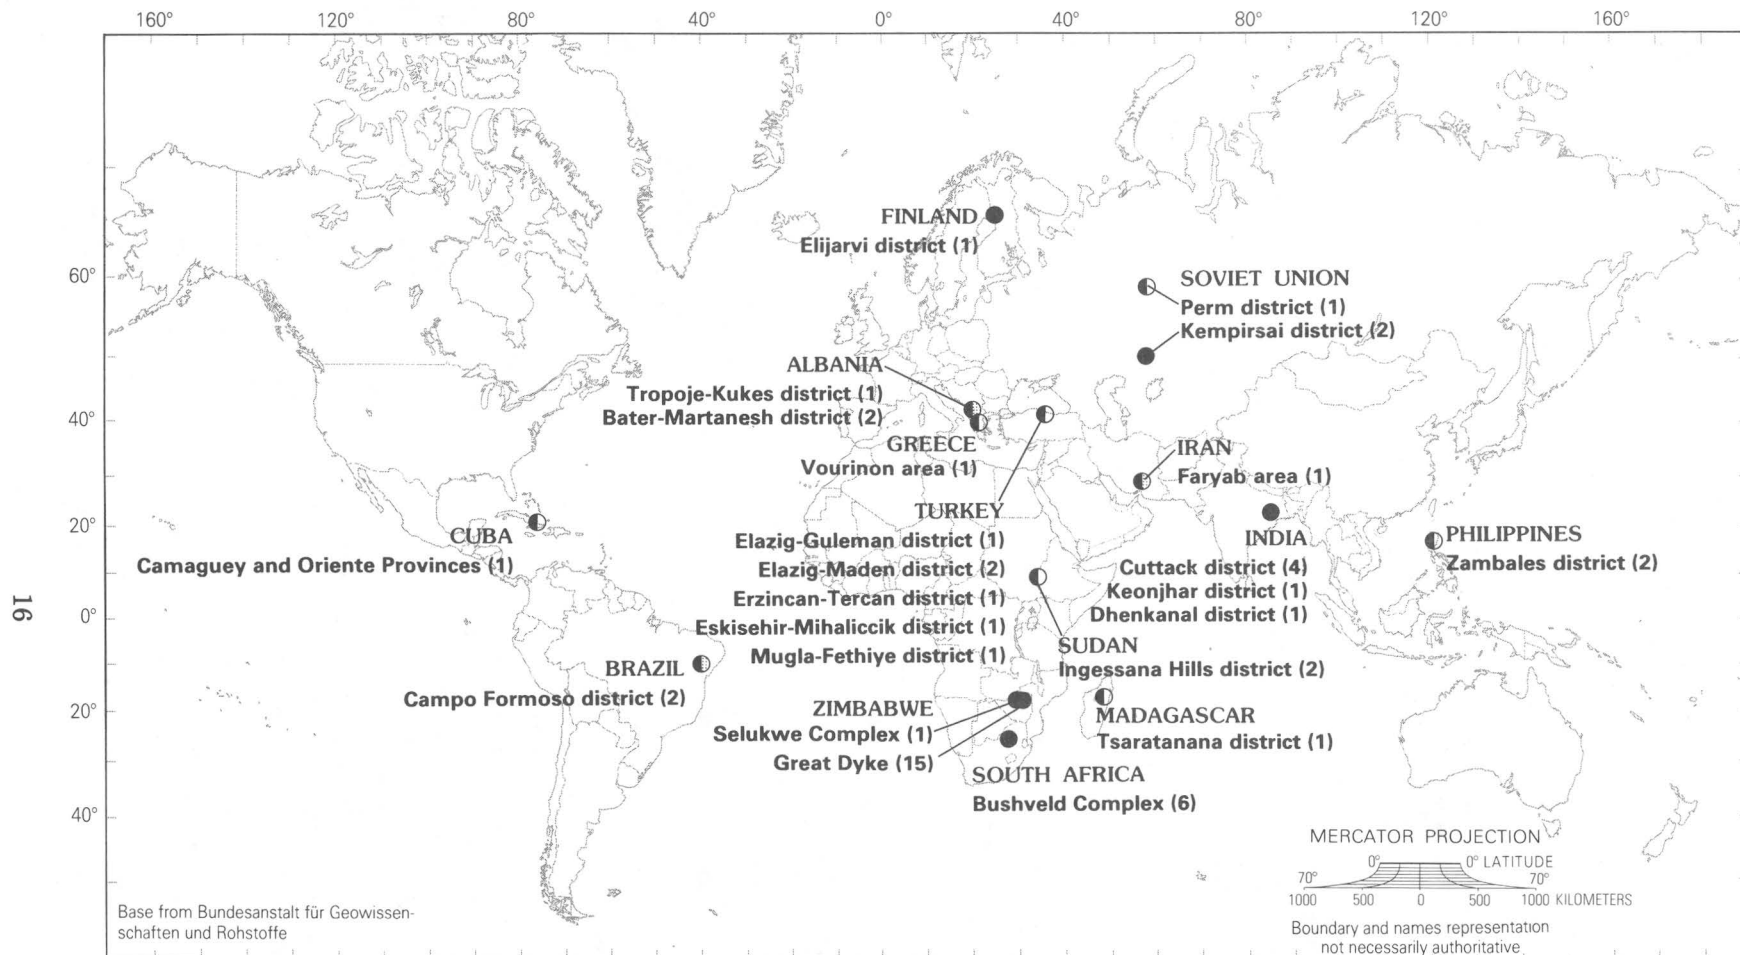 160° 120° 80° 40° 0° 40° 80° 120° 160°
60°
40°
20°
0°
20°
40°
FINLAND
Elijarvi district (1)
SOVIET UNION
Perm district (1)
Kempirsai district (2)
ALBANIA
Tropoje-Kukes district (1)
Bater-Martanesh district (2)
GREECE
Vourinon area (1)
IRAN
Faryab area (1)
TURKEY
Elazig-Guleman district (1)
Elazig-Maden district (2)
Erzincan-Tercan district (1)
Eskisehir-Mihaliccik district (1)
Mugla-Fethiye district (1)
CUBA
Camaguey and Oriente Provinces (1)
INDIA
Cuttack district (4)
Keonjhar district (1)
Dhenkanal district (1)
PHILIPPINES
Zambales district (2)
SUDAN
Ingessana Hills district (2)
BRAZIL
Campo Formoso district (2)
ZIMBABWE
Selukwe Complex (1)
Great Dyke (15)
MADAGASCAR
Tsaratanana district (1)
SOUTH AFRICA
Bushveld Complex (6)
MERCATOR PROJECTION
0° 0° LATITUDE
70° 70°
1000 500 0 500 1000 KILOMETERS
Boundary and names representation
not necessarily authoritative
Base from Bundesanstalt für Geowissen-
schaften und Rohstoffe
16